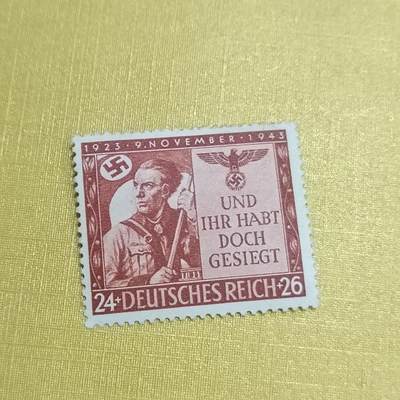 1923 · 9. NOVEMBER · 1943
UND
IHR HABT
DOCH
GESIEGT
24+DEUTSCHES REICH+26